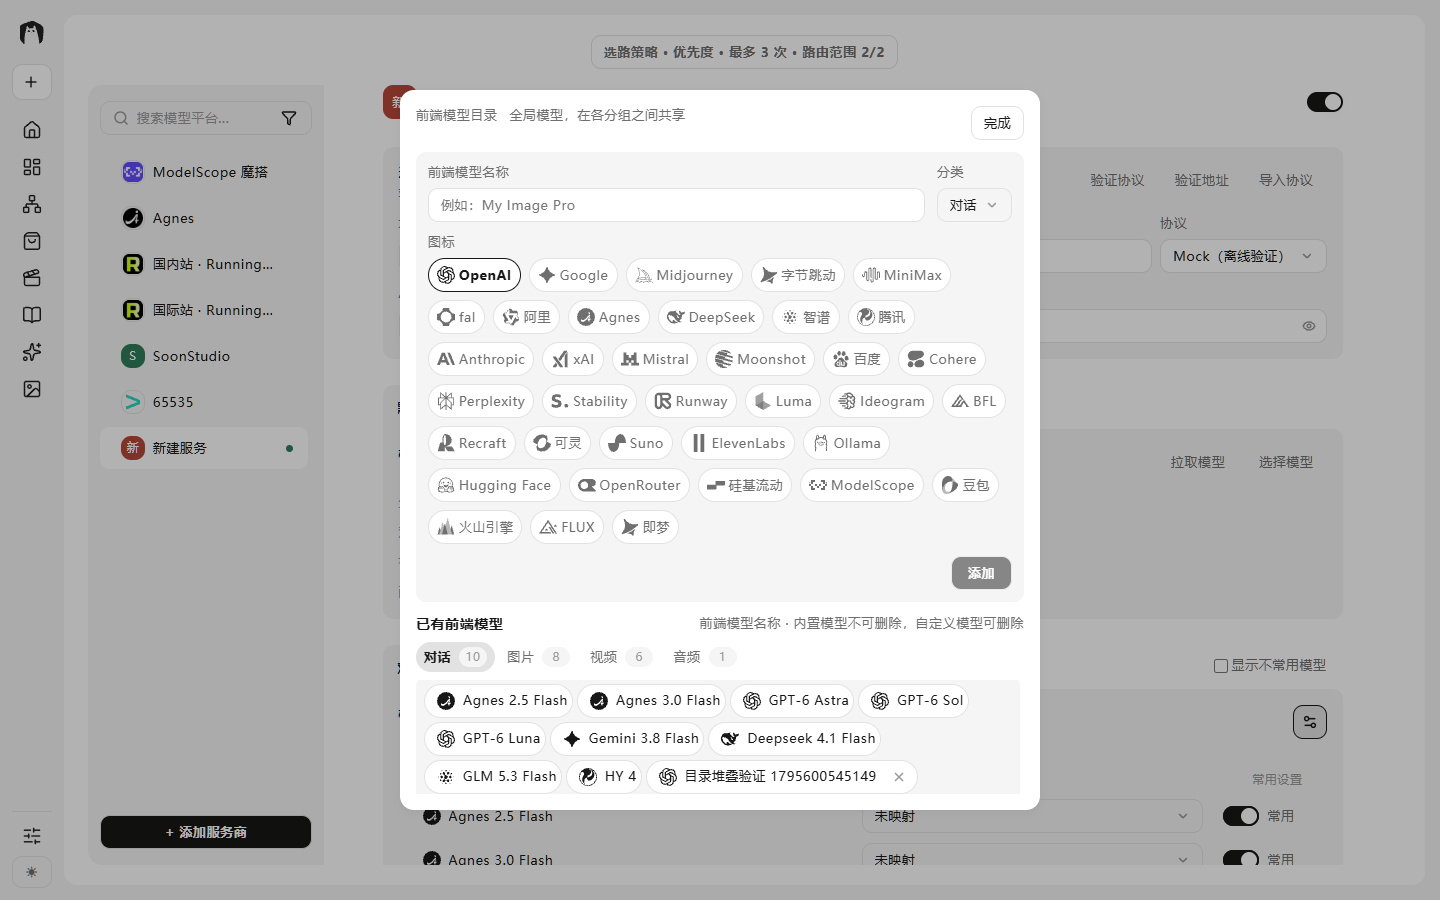 选路策略 • 优先度 • 最多 3 次 • 路由范围 2/2
搜索模型平台...
ModelScope 魔搭
Agnes
国内站 · Running...
国际站 · Running...
S SoonStudio
65535
新 新建服务
+ 添加服务商
前端模型目录 全局模型，在各分组之间共享
完成
前端模型名称
分类
例如：My Image Pro
对话
图标
OpenAI
Google
Midjourney
字节跳动
MiniMax
fal
阿里
Agnes
DeepSeek
智谱
腾讯
Anthropic
xAI
Mistral
Moonshot
百度
Cohere
Perplexity
Stability
Runway
Luma
Ideogram
BFL
Recraft
可灵
Suno
ElevenLabs
Ollama
Hugging Face
OpenRouter
硅基流动
ModelScope
豆包
火山引擎
FLUX
即梦
添加
已有前端模型
前端模型名称 · 内置模型不可删除，自定义模型可删除
对话 10
图片 8
视频 6
音频 1
Agnes 2.5 Flash
Agnes 3.0 Flash
GPT-6 Astra
GPT-6 Sol
GPT-6 Luna
Gemini 3.8 Flash
Deepseek 4.1 Flash
GLM 5.3 Flash
HY 4
目录堆叠验证 1795600545149
验证协议
验证地址
导入协议
协议
Mock（离线验证）
拉取模型
选择模型
显示不常用模型
常用设置
Agnes 2.5 Flash
未映射
常用
Agnes 3.0 Flash
未映射
常用